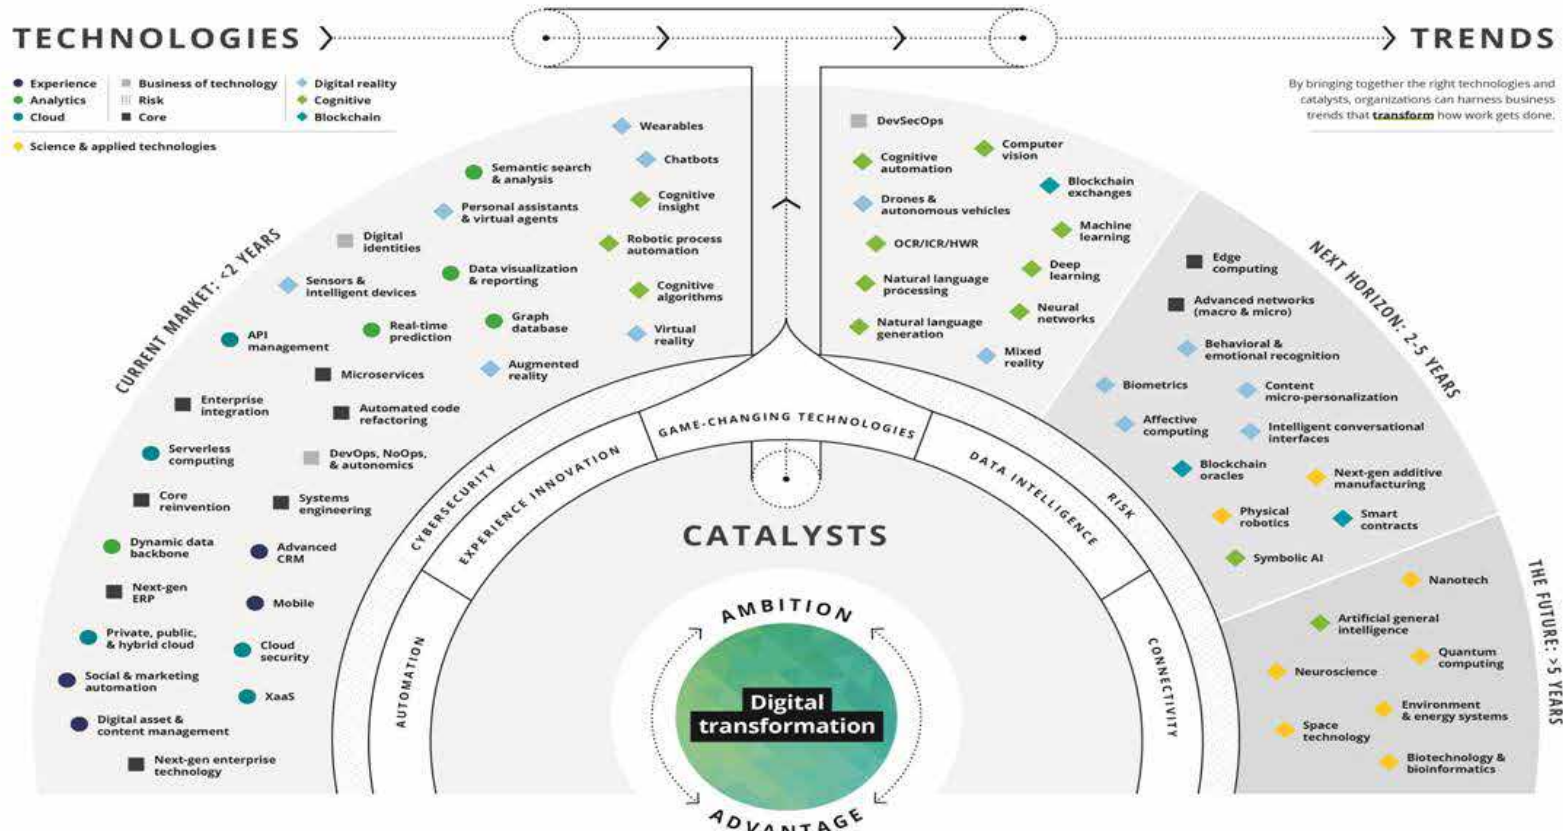 TECHNOLOGIES
TRENDS
Experience
Analytics
Cloud
Business of technology
Risk
Core
Digital reality
Cognitive
Blockchain
Science & applied technologies
By bringing together the right technologies and
catalysts, organizations can harness business
trends that transform how work gets done.
CURRENT MARKET: <2 YEARS
Wearables
Chatbots
Semantic search
& analysis
Cognitive
insight
Personal assistants
& virtual agents
Digital
identities
Robotic process
automation
Data visualization
& reporting
Sensors &
intelligent devices
Cognitive
algorithms
Graph
database
Real-time
prediction
Virtual
reality
API
management
Augmented
reality
Microservices
Enterprise
integration
Automated code
refactoring
Serverless
computing
DevOps, NoOps,
& autonomics
Core
reinvention
Systems
engineering
Dynamic data
backbone
Advanced
CRM
Next-gen
ERP
Mobile
Private, public,
& hybrid cloud
Cloud
security
Social & marketing
automation
XaaS
Digital asset &
content management
Next-gen enterprise
technology
DevSecOps
Computer
vision
Cognitive
automation
Blockchain
exchanges
Drones &
autonomous vehicles
Machine
learning
OCR/ICR/HWR
Deep
learning
Natural language
processing
Neural
networks
Natural language
generation
Mixed
reality
NEXT HORIZON: 2-5 YEARS
Edge
computing
Advanced networks
(macro & micro)
Behavioral &
emotional recognition
Biometrics
Content
micro-personalization
Affective
computing
Intelligent conversational
interfaces
Blockchain
oracles
Next-gen additive
manufacturing
Physical
robotics
Smart
contracts
Symbolic AI
THE FUTURE: >5 YEARS
Nanotech
Artificial general
intelligence
Quantum
computing
Neuroscience
Environment
& energy systems
Space
technology
Biotechnology &
bioinformatics
CYBERSECURITY
RISK
AUTOMATION
EXPERIENCE INNOVATION
GAME-CHANGING TECHNOLOGIES
DATA INTELLIGENCE
CONNECTIVITY
CATALYSTS
AMBITION
Digital
transformation
ADVANTAGE